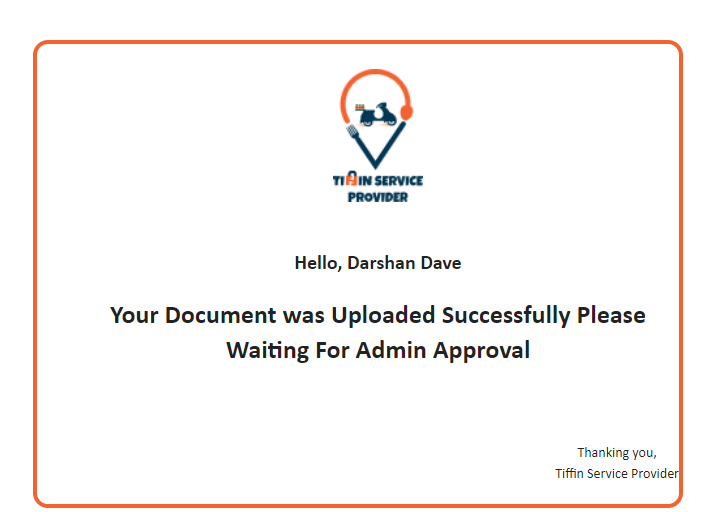 TIFFIN SERVICE
PROVIDER
Hello, Darshan Dave
Your Document was Uploaded Successfully Please
Waiting For Admin Approval
Thanking you,
Tiffin Service Provider